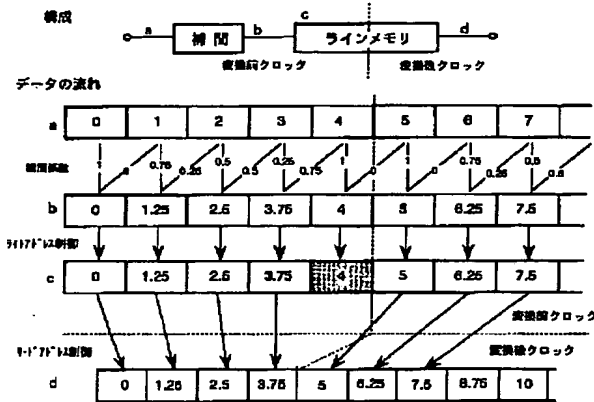 構成
a 補間 b c ラインメモリ d
変換前クロック 変換後クロック
データの流れ
a 0 1 2 3 4 5 6 7
補間係数 1 0 0.75 0.25 0.5 0.5 0.25 0.75 1 0 1 0 0.75 0.25 0.5 0.5
b 0 1.25 2.5 3.75 4 5 6.25 7.5
ライトアドレス制御
c 0 1.25 2.5 3.75 4 5 6.25 7.5
変換前クロック
リードアドレス制御 変換後クロック
d 0 1.25 2.5 3.75 5 6.25 7.5 8.75 10